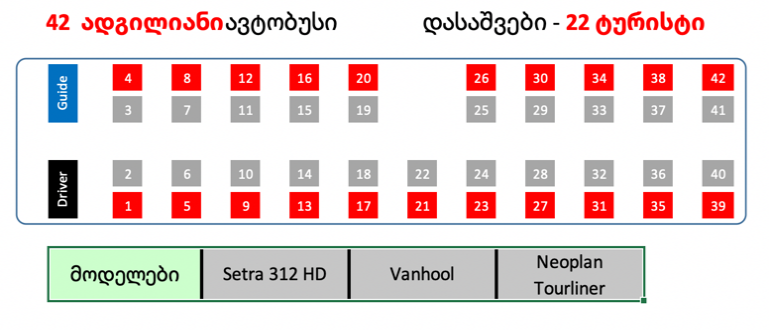 42 ადგილიანი ავტობუსი დასაშვები - 22 ტურისტი
Guide 4 8 12 16 20 26 30 34 38 42
3 7 11 15 19 25 29 33 37 41
Driver 2 6 10 14 18 22 24 28 32 36 40
1 5 9 13 17 21 23 27 31 35 39
მოდელები Setra 312 HD Vanhool Neoplan
Tourliner